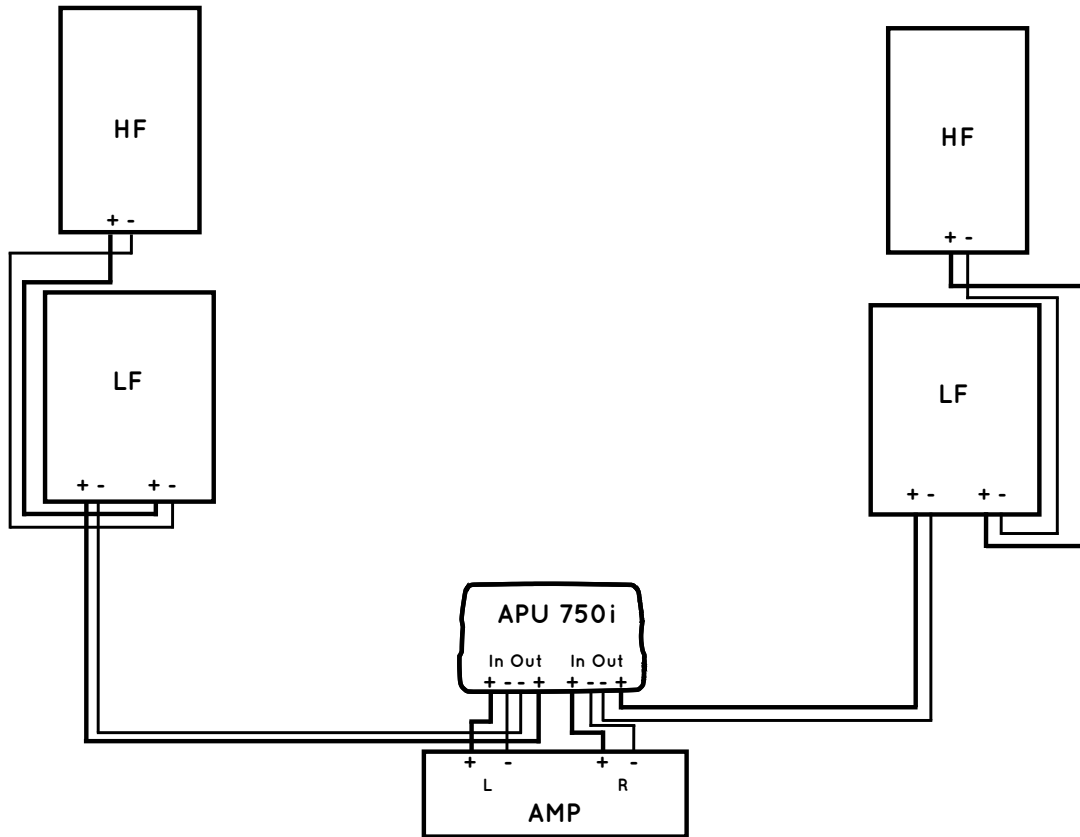 HF
+ -
LF
+ - + -
HF
+ -
LF
+ - + -
APU 750i
In Out In Out
+ - - + + - - +
+ - + -
L R
AMP